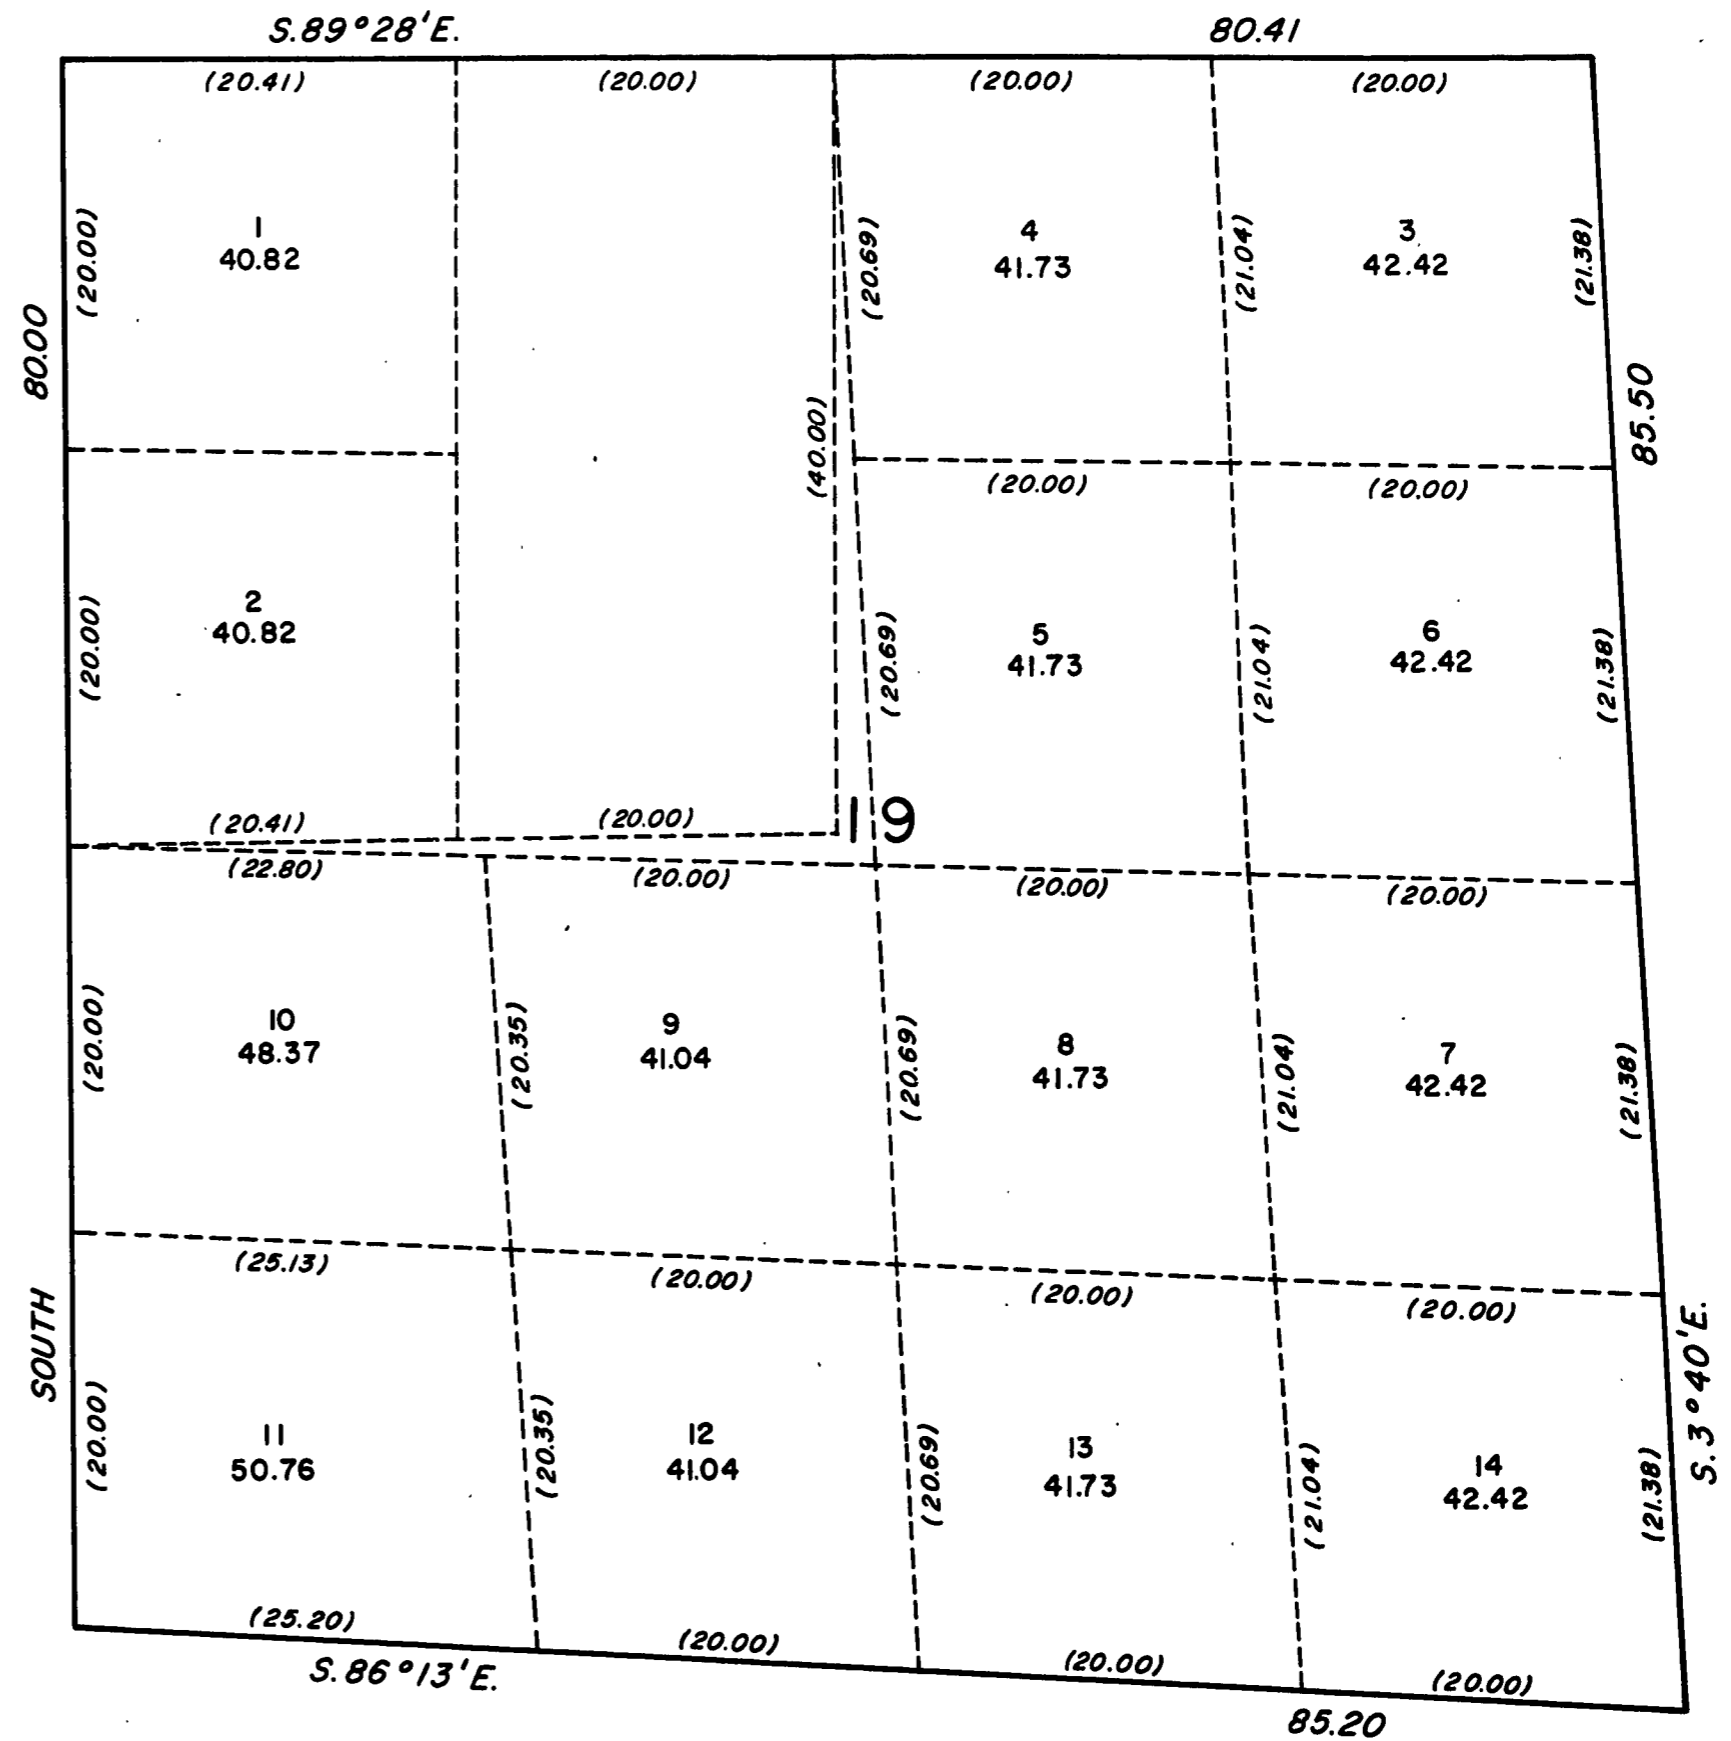 S.89°28'E. 80.41
(20.41) (20.00) (20.00) (20.00)
(20.00) 1 (20.69) 4 (21.04) 3 (21.38)
40.82 41.73 42.42
80.00 (40.00) 85.50
(20.00) (20.00)
(20.00) 2 (20.69) 5 (21.04) 6 (21.38)
40.82 41.73 42.42
(20.41) (20.00) 19
(22.80) (20.00) (20.00) (20.00)
(20.00) 10 (20.35) 9 (20.69) 8 (21.04) 7 (21.38)
48.37 41.04 41.73 42.42
(25.13) (20.00) (20.00) (20.00)
SOUTH S.3°40'E.
(20.00) 11 (20.35) 12 (20.69) 13 (21.04) 14 (21.38)
50.76 41.04 41.73 42.42
(25.20) (20.00) (20.00) (20.00)
S.86°13'E. 85.20